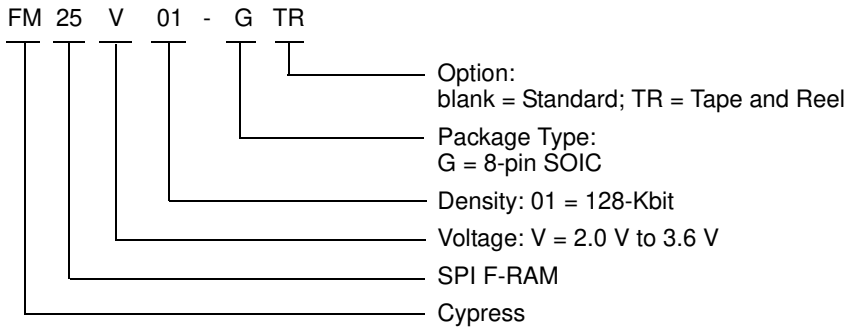 FM 25 V 01 - G TR
Option:
blank = Standard; TR = Tape and Reel
Package Type:
G = 8-pin SOIC
Density: 01 = 128-Kbit
Voltage: V = 2.0 V to 3.6 V
SPI F-RAM
Cypress